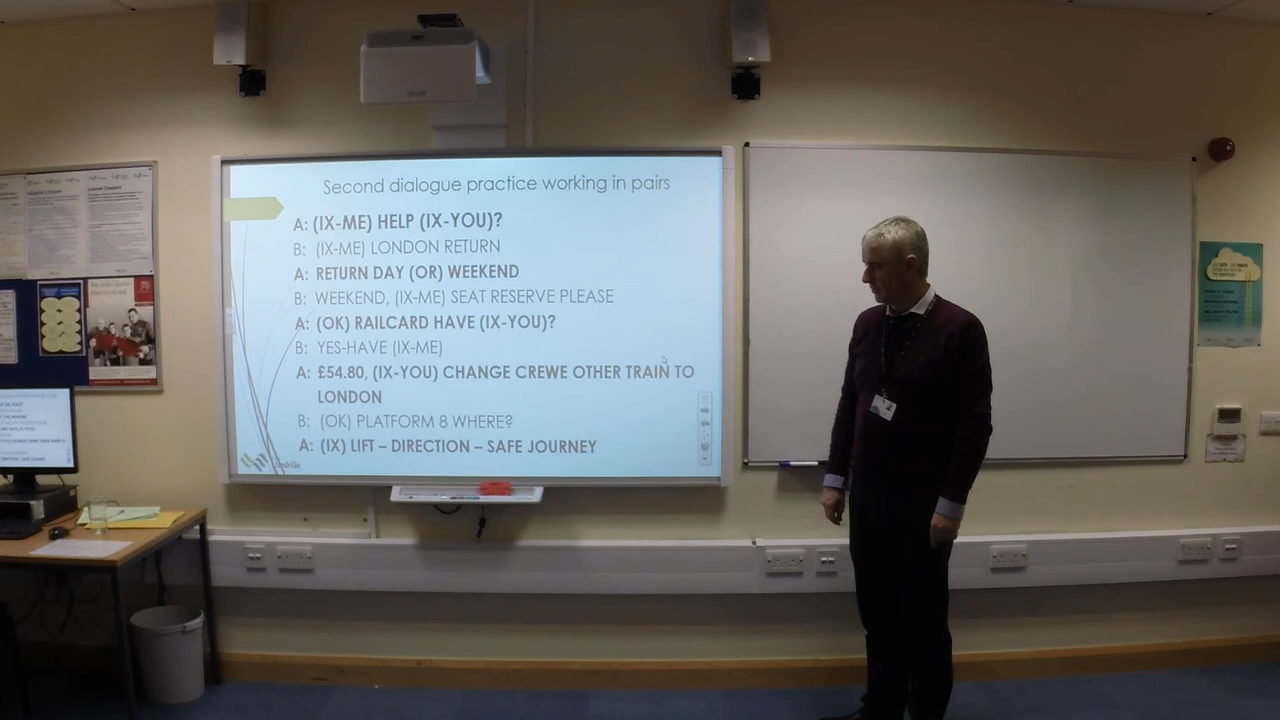 Second dialogue practice working in pairs
A: (IX-ME) HELP (IX-YOU)?
B: (IX-ME) LONDON RETURN
A: RETURN DAY (OR) WEEKEND
B: WEEKEND, (IX-ME) SEAT RESERVE PLEASE
A: (OK) RAILCARD HAVE (IX-YOU)?
B: YES-HAVE (IX-ME)
A: £54.80, (IX-YOU) CHANGE CREWE OTHER TRAIN TO
LONDON
B: (OK) PLATFORM 8 WHERE?
A: (IX) LIFT – DIRECTION – SAFE JOURNEY
Learner Conduct